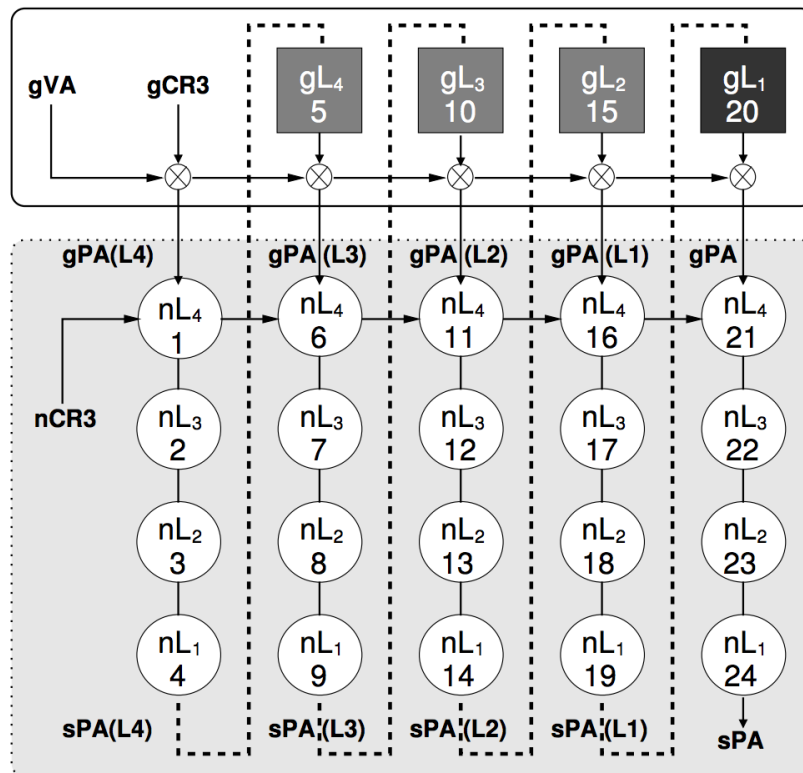 gVA
gCR3
gL₄
5
gL₃
10
gL₂
15
gL₁
20
gPA(L4)
gPA(L3)
gPA(L2)
gPA(L1)
gPA
nL₄
1
nL₄
6
nL₄
11
nL₄
16
nL₄
21
nCR3
nL₃
2
nL₃
7
nL₃
12
nL₃
17
nL₃
22
nL₂
3
nL₂
8
nL₂
13
nL₂
18
nL₂
23
nL₁
4
nL₁
9
nL₁
14
nL₁
19
nL₁
24
sPA(L4)
sPA(L3)
sPA(L2)
sPA(L1)
sPA